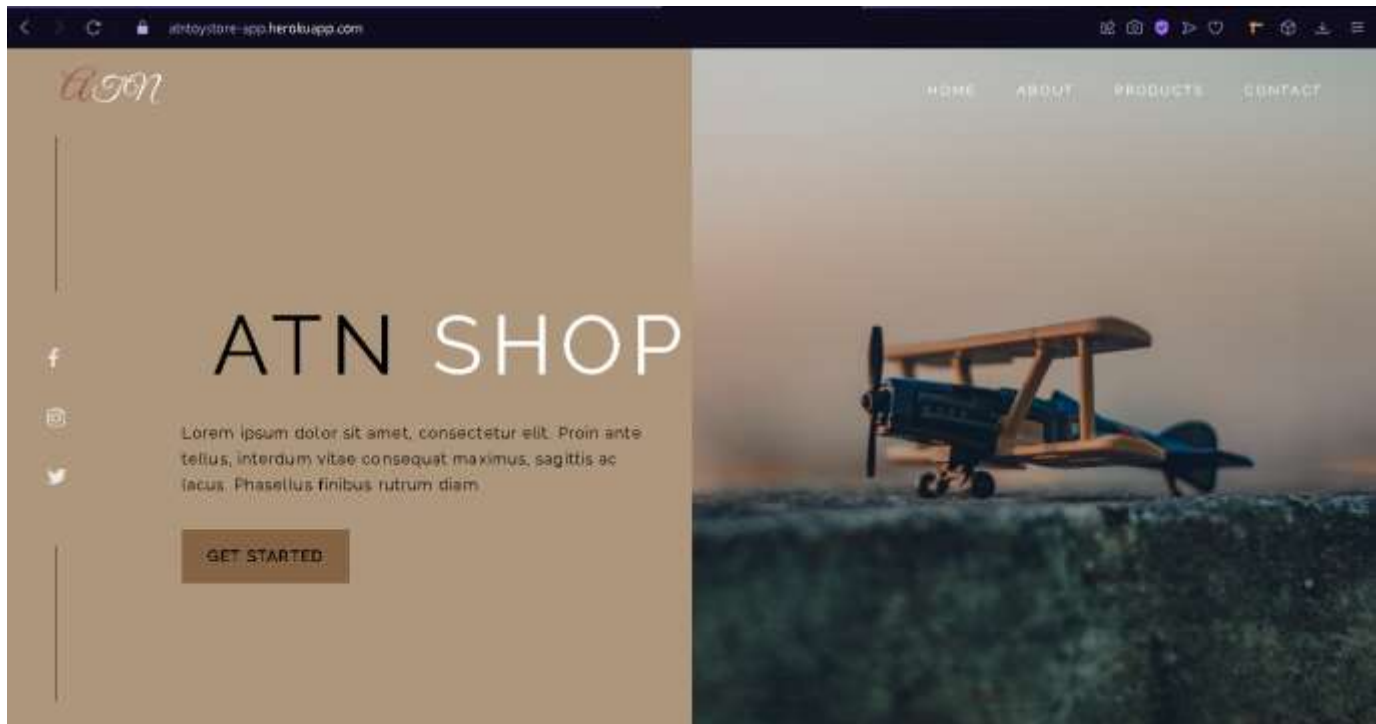 atntoystore-app.herokuapp.com
ATN
HOME ABOUT PRODUCTS CONTACT
ATN SHOP
Lorem ipsum dolor sit amet, consectetur elit. Proin ante
tellus, interdum vitae consequat maximus, sagittis ac
lacus. Phasellus finibus rutrum diam
GET STARTED